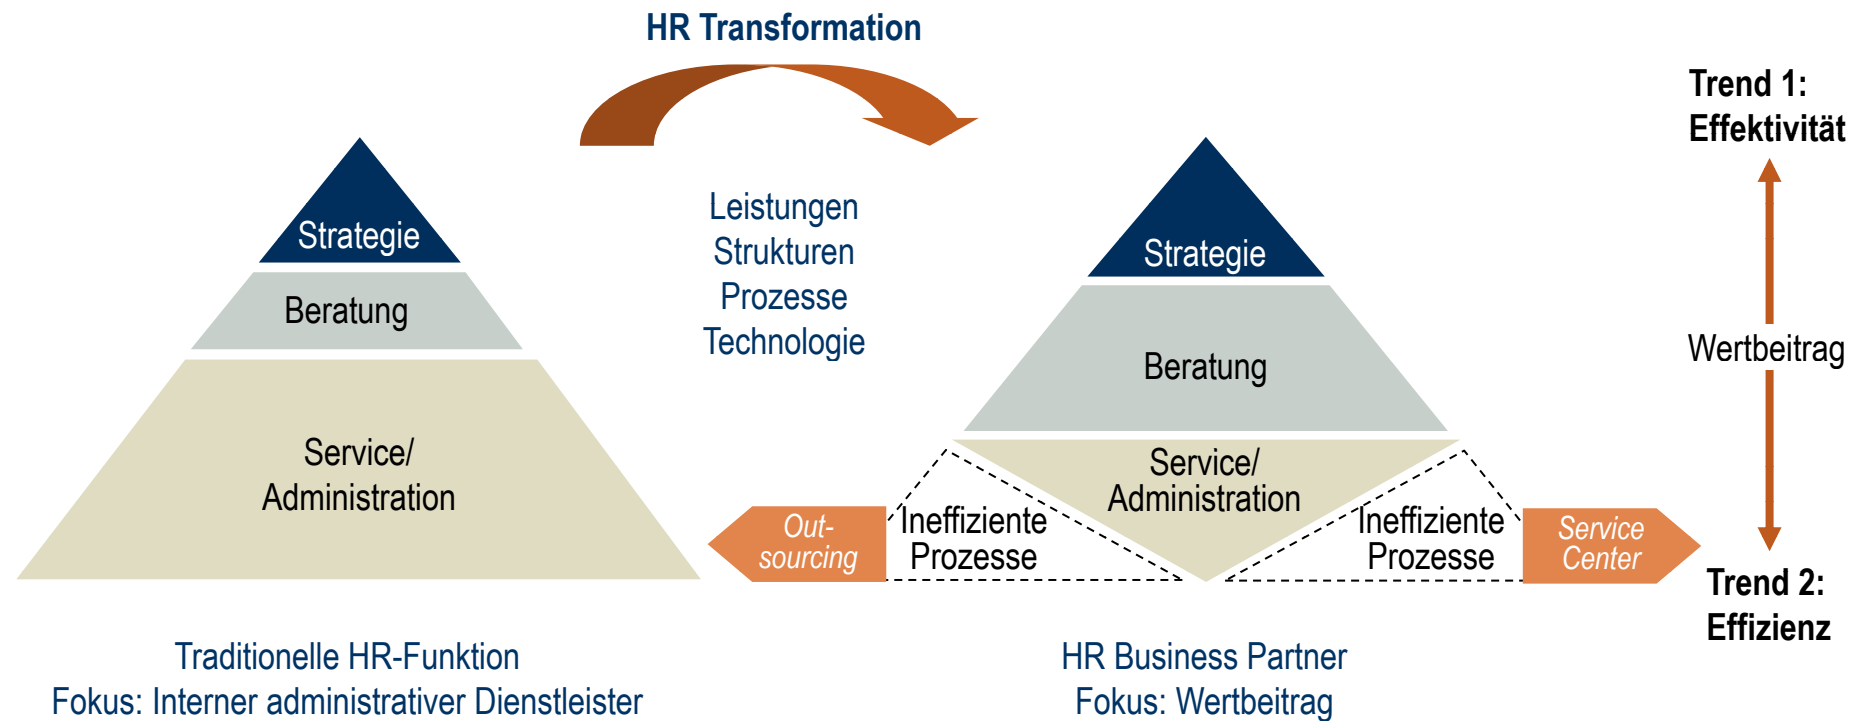 HR Transformation
Trend 1:
Effektivität
Strategie
Beratung
Service/
Administration
Leistungen
Strukturen
Prozesse
Technologie
Strategie
Beratung
Service/
Administration
Out-
sourcing
Ineffiziente
Prozesse
Ineffiziente
Prozesse
Service
Center
Wertbeitrag
Trend 2:
Effizienz
Traditionelle HR-Funktion
Fokus: Interner administrativer Dienstleister
HR Business Partner
Fokus: Wertbeitrag